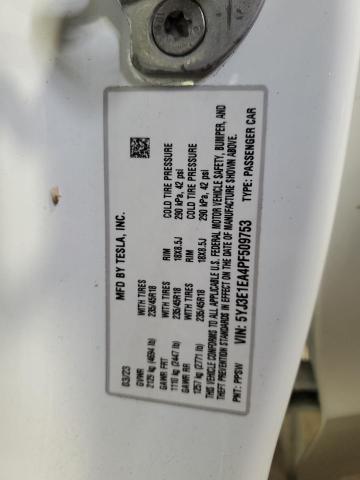 MFD BY TESLA, INC.
03/23
GVWR WITH TIRES RIM COLD TIRE PRESSURE
2125 kg (4684 lb) 235/45R18 18X8.5J 290 kPa, 42 psi
GAWR FRT WITH TIRES RIM COLD TIRE PRESSURE
1110 kg (2447 lb) 235/45R18 18X8.5J 290 kPa, 42 psi
GAWR RR WITH TIRES RIM COLD TIRE PRESSURE
1257 kg (2771 lb) 235/45R18 18X8.5J 290 kPa, 42 psi
THIS VEHICLE CONFORMS TO ALL APPLICABLE U.S. FEDERAL MOTOR VEHICLE SAFETY, BUMPER, AND
THEFT PREVENTION STANDARDS IN EFFECT ON THE DATE OF MANUFACTURE SHOWN ABOVE.
VIN: 5YJ3E1EA4PF509753 TYPE: PASSENGER CAR
PNT: PPSW